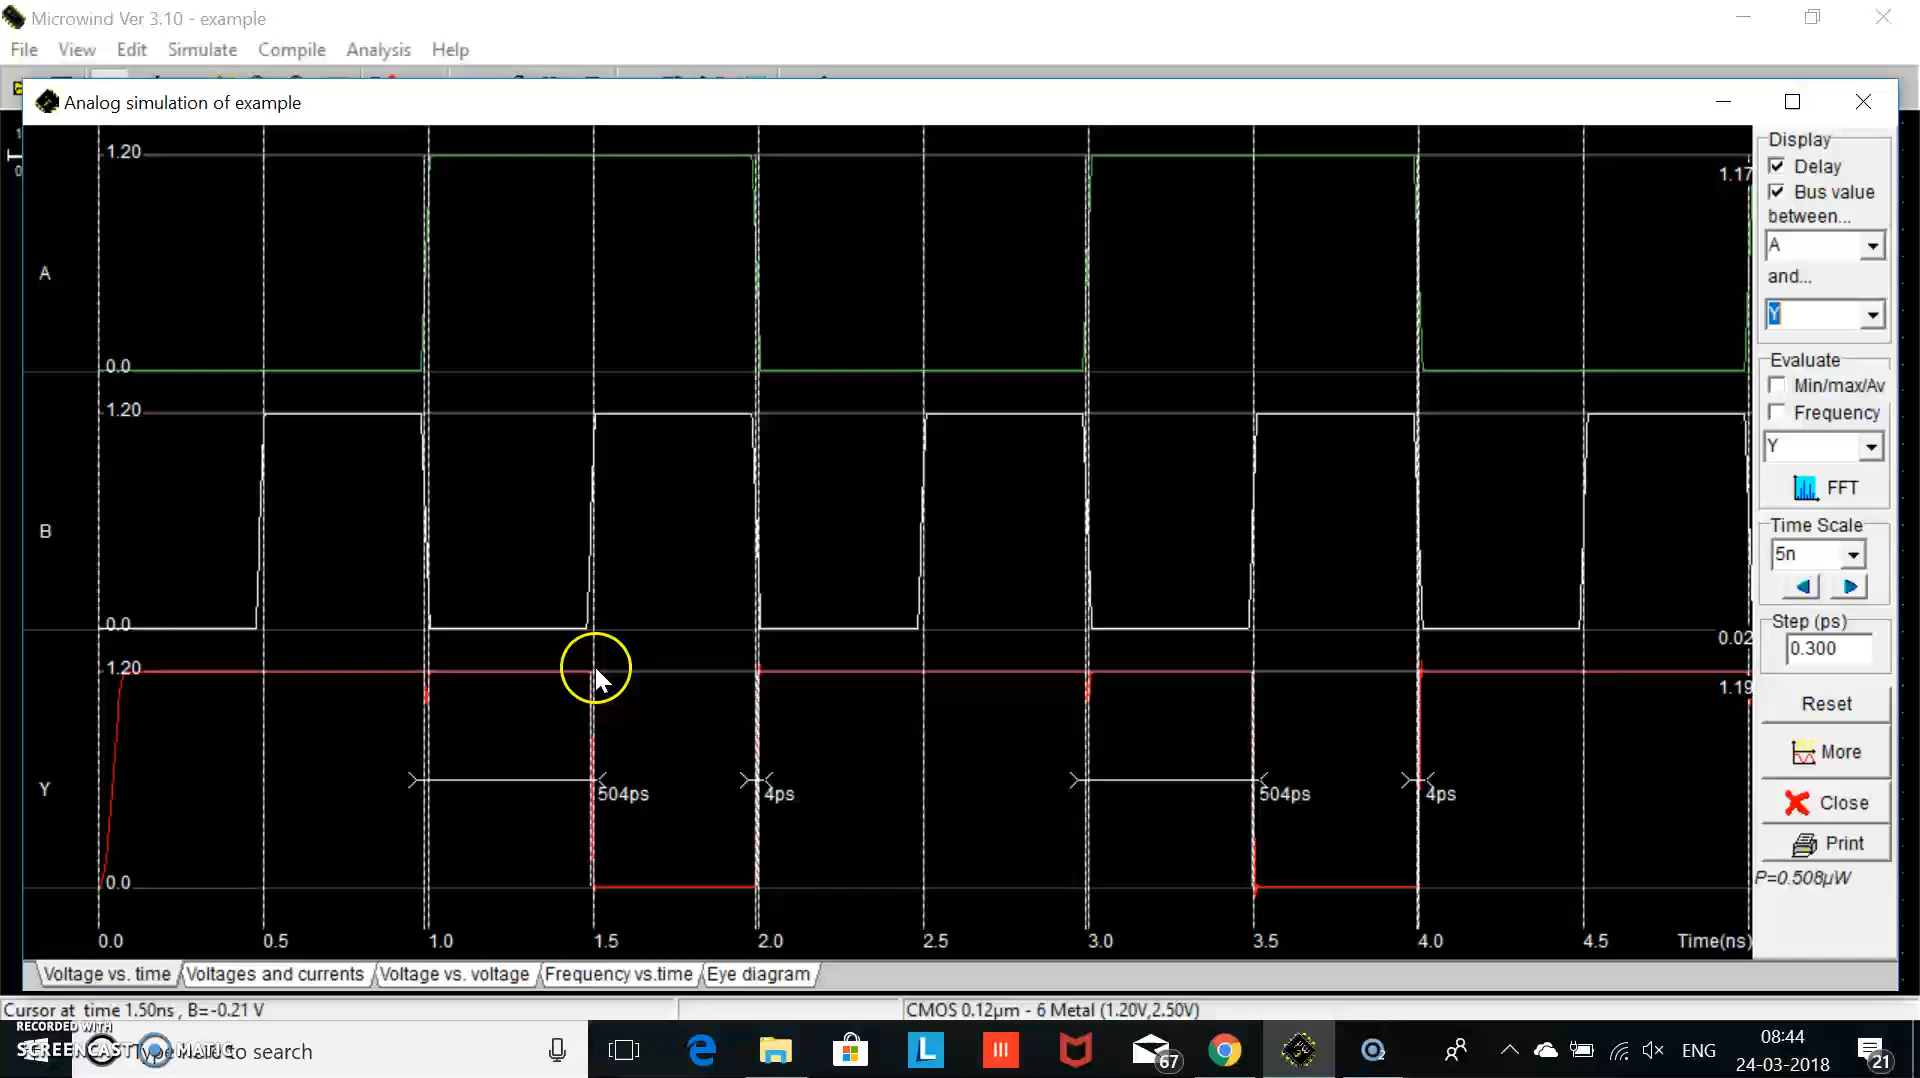 Microwind Ver 3.10 - example
File View Edit Simulate Compile Analysis Help
Analog simulation of example
1.20
1.17
A
0.0
1.20
B
0.0
0.02
1.20
1.19
Y
504ps
4ps
504ps
4ps
0.0
0.0 0.5 1.0 1.5 2.0 2.5 3.0 3.5 4.0 4.5 Time(ns)
Display
Delay
Bus value
between...
A
and...
Y
Evaluate
Min/max/Av
Frequency
Y
FFT
Time Scale
5n
Step (ps)
0.300
Reset
More
Close
Print
P=0.508µW
Voltage vs. time Voltages and currents Voltage vs. voltage Frequency vs.time Eye diagram
Cursor at time 1.50ns , B=-0.21 V
CMOS 0.12µm - 6 Metal (1.20V,2.50V)
RECORDED WITH
SCREENCAST MATIC
Type here to search
67
ENG
08:44
24-03-2018
21